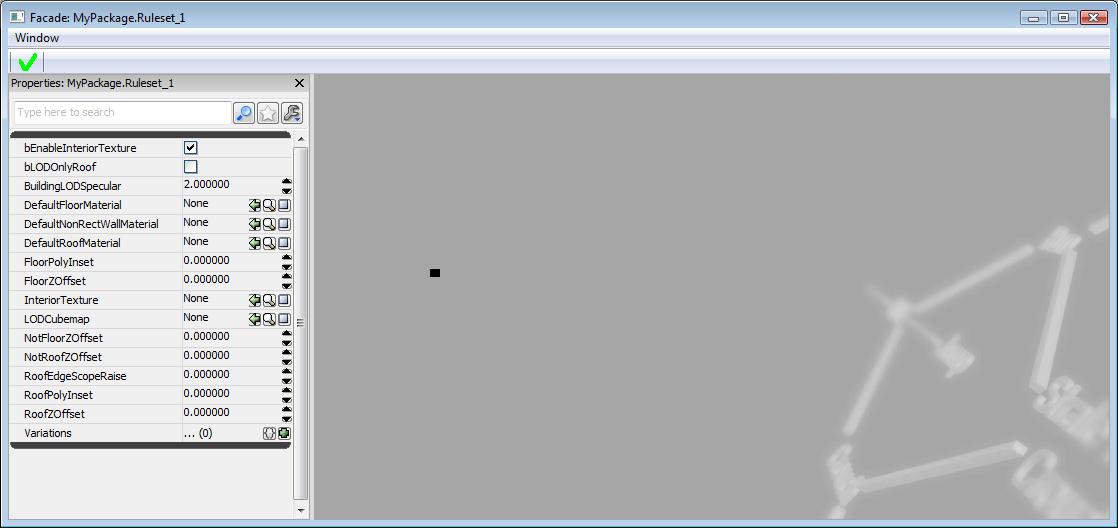 Facade: MyPackage.Ruleset_1
Window
Properties: MyPackage.Ruleset_1
Type here to search
bEnableInteriorTexture
bLODOnlyRoof
BuildingLODSpecular 2.000000
DefaultFloorMaterial None
DefaultNonRectWallMaterial None
DefaultRoofMaterial None
FloorPolyInset 0.000000
FloorZOffset 0.000000
InteriorTexture None
LODCubemap None
NotFloorZOffset 0.000000
NotRoofZOffset 0.000000
RoofEdgeScopeRaise 0.000000
RoofPolyInset 0.000000
RoofZOffset 0.000000
Variations ... (0)